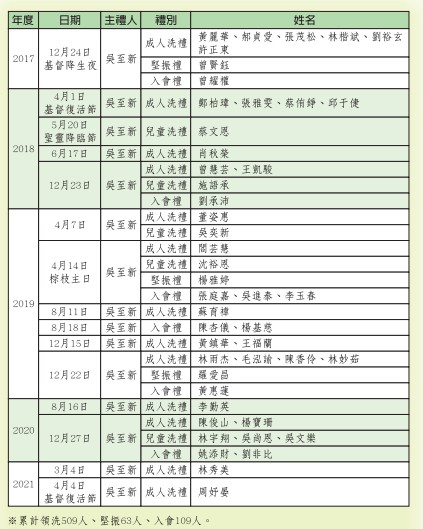 年度 日期 主禮人 禮別 姓名
2017 12月24日 基督降生夜 吳至新 成人洗禮 黃麗華、郝貞愛、張茂松、林楷斌、劉裕玄
許正東
堅振禮 曾賢鈺
入會禮 曾耀權
2018 4月1日 基督復活節 吳至新 成人洗禮 鄭柏瑋、張雅雯、蔡侑錚、邱于倢
5月20日 聖靈降臨節 吳至新 兒童洗禮 蔡文恩
6月17日 吳至新 成人洗禮 肖秋榮
12月23日 吳至新 成人洗禮 曾慧芸、王凱駿
兒童洗禮 施語承
入會禮 劉承沛
2019 4月7日 吳至新 成人洗禮 董姿惠
兒童洗禮 吳奕新
4月14日 棕枝主日 吳至新 成人洗禮 閻芸慧
兒童洗禮 沈裕恩
堅振禮 楊雅婷
入會禮 張庭嘉、吳進泰、李玉春
8月11日 吳至新 成人洗禮 蘇育禕
8月18日 吳至新 入會禮 陳杏儀、楊基慈
12月15日 吳至新 成人洗禮 黃鎮華、王福蘭
12月22日 吳至新 成人洗禮 林雨杰、毛泓諭、陳香伶、林妙茹
堅振禮 羅愛昌
入會禮 黃惠蓮
2020 8月16日 吳至新 成人洗禮 李勤英
12月27日 吳至新 成人洗禮 陳俊山、楊寶珊
兒童洗禮 林宇翔、吳尚恩、吳文樂
入會禮 姚添財、劉非比
2021 3月4日 吳至新 成人洗禮 林秀美
4月4日 基督復活節 吳至新 成人洗禮 周妤晏
※累計領洗509人、堅振63人、入會109人。